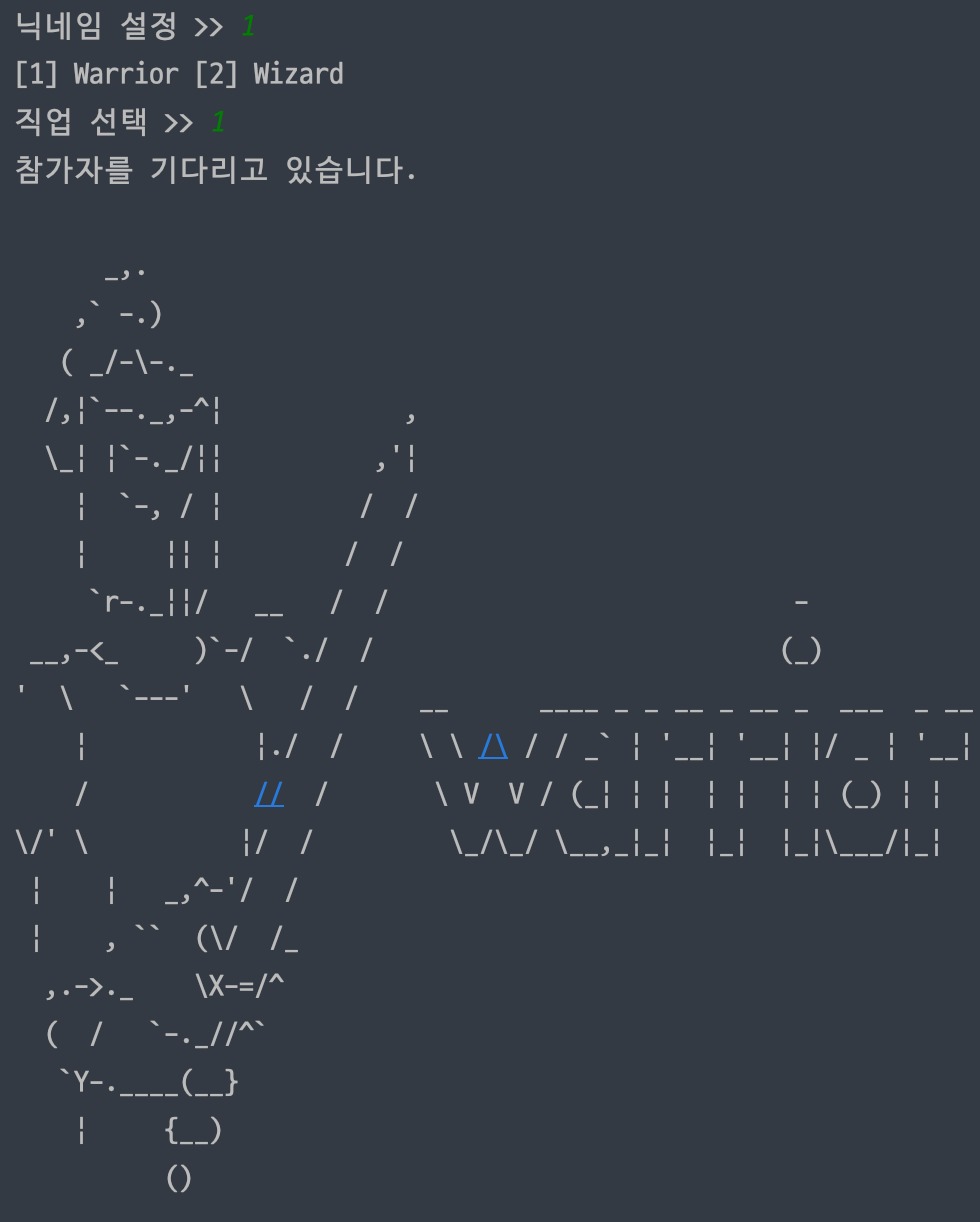 닉네임 설정 >> 1
[1] Warrior [2] Wizard
직업 선택 >> 1
참가자를 기다리고 있습니다.
Warrior